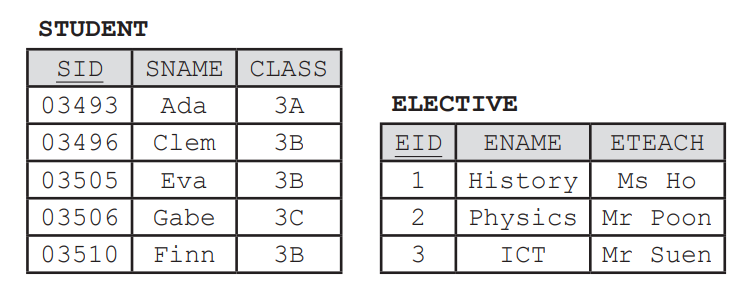 STUDENT
SID SNAME CLASS
03493 Ada 3A
03496 Clem 3B
03505 Eva 3B
03506 Gabe 3C
03510 Finn 3B
ELECTIVE
EID ENAME ETEACH
1 History Ms Ho
2 Physics Mr Poon
3 ICT Mr Suen